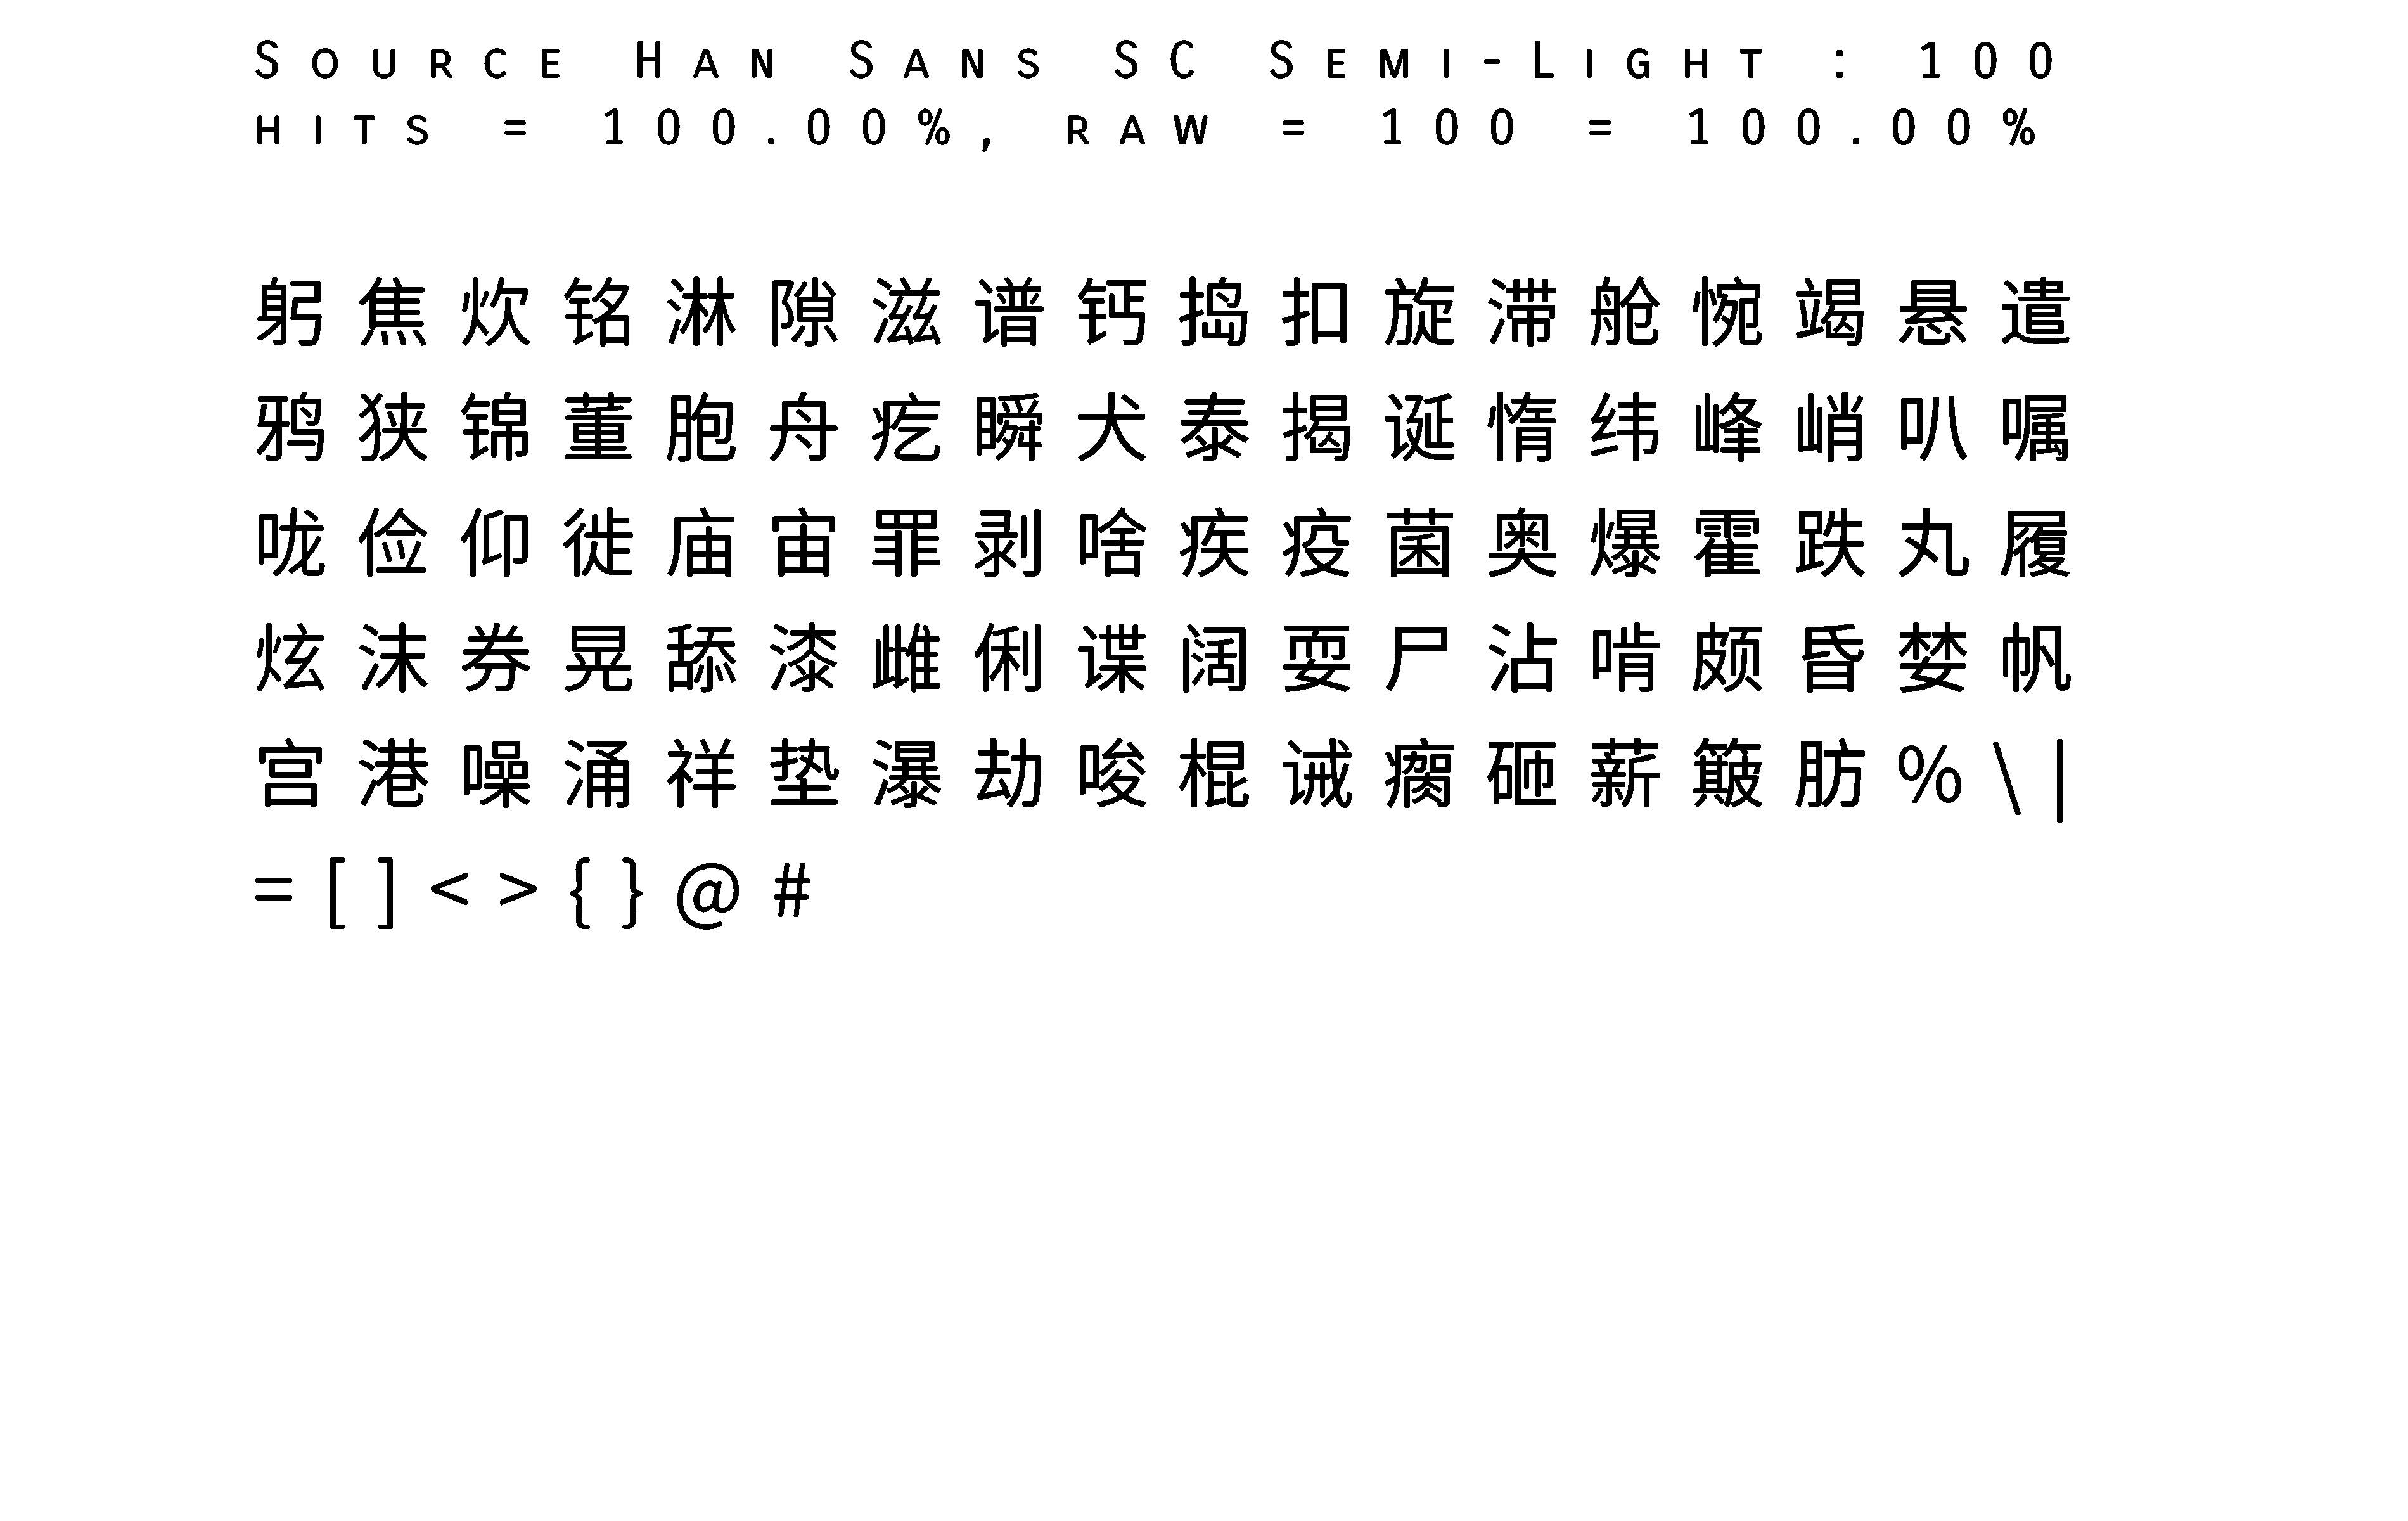 Source Han Sans SC Semi-Light : 100
hits = 100.00%, raw = 100 = 100.00%
躬焦炊铭淋隙滋谱钙捣扣旋滞舱惋竭悬遣
鸦狭锦董胞舟疙瞬犬泰揭诞惰纬峰峭叭嘱
咙俭仰徙庙宙罪剥啥疾疫菌奥爆霍跌丸履
炫沫券晃舔漆雌俐谍阔耍尸沾啃颇昏婪帆
宫港噪涌祥垫瀑劫唆棍诫瘸砸薪簸肪%\|
=[]<>{}@#